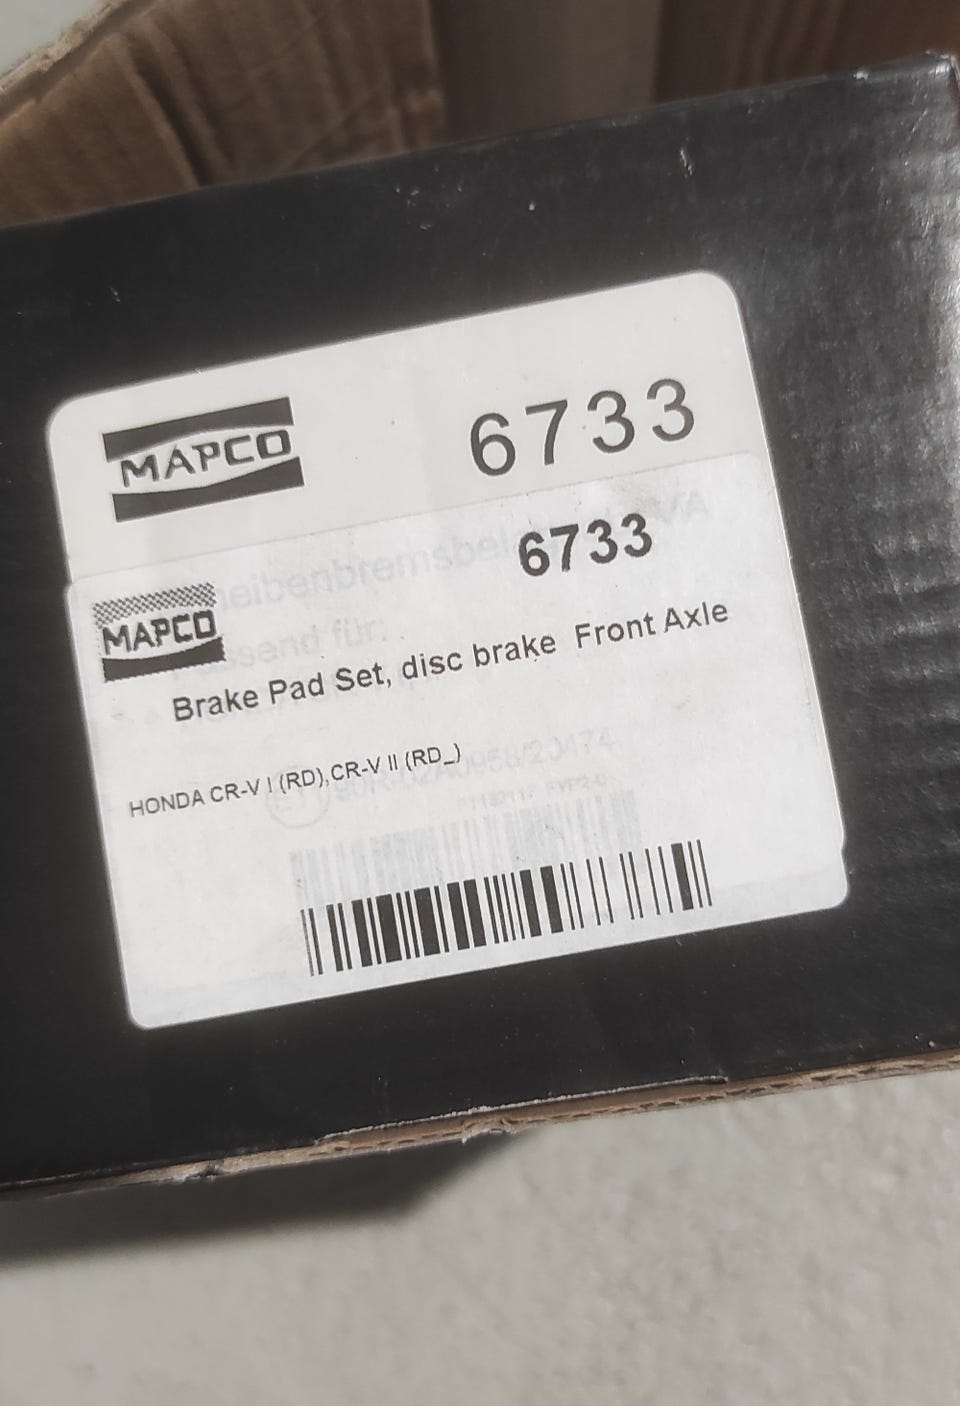 MAPCO
6733
6733
MAPCO
Brake Pad Set, disc brake Front Axle
HONDA CR-V I (RD),CR-V II (RD_)